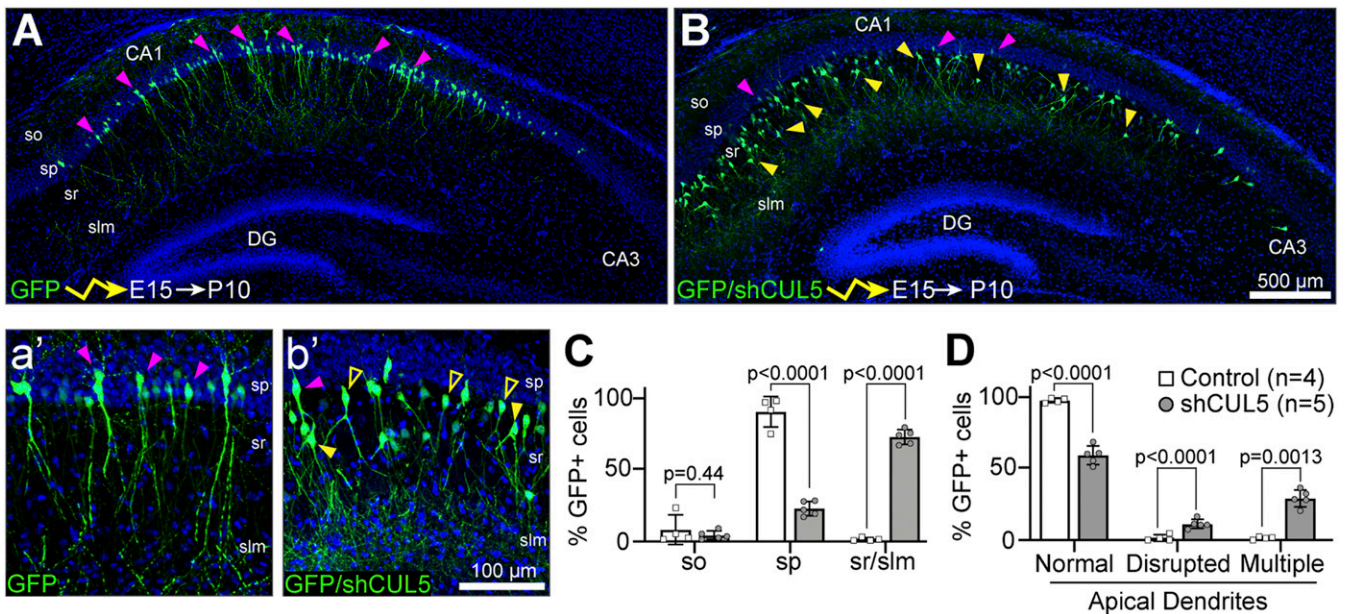 A
CA1
so
sp
sr
slm
DG
CA3
GFP E15 → P10
B
CA1
so
sp
sr
slm
DG
CA3
GFP/shCUL5 E15 → P10
500 µm
a'
sp
sr
slm
GFP
b'
sp
sr
slm
GFP/shCUL5
100 µm
C
% GFP+ cells
100
50
0
p=0.44
p<0.0001
p<0.0001
so sp sr/slm
D
% GFP+ cells
100
50
0
p<0.0001
p<0.0001
p=0.0013
Control (n=4)
shCUL5 (n=5)
Normal Disrupted Multiple
Apical Dendrites